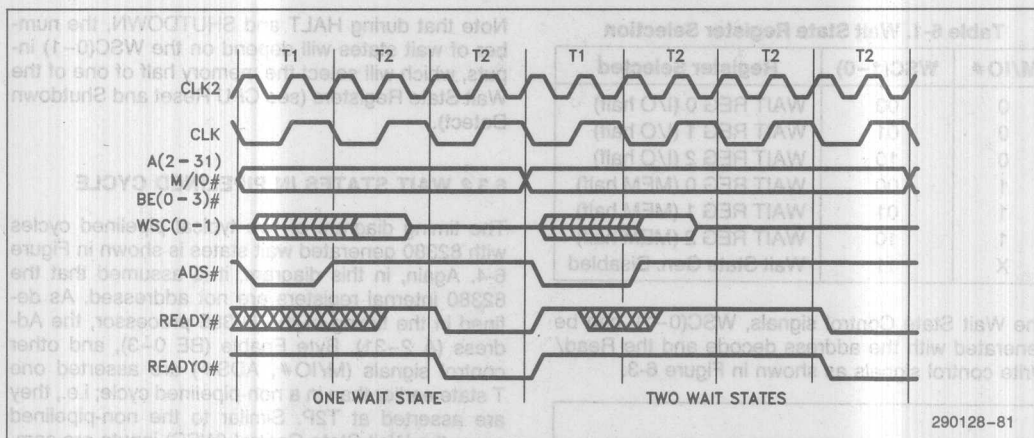 T1 T2 T2 T1 T2 T2 T2
CLK2
CLK
A(2-31)
M/IO#
BE(0-3)#
WSC(0-1)
ADS#
READY#
READYO#
ONE WAIT STATE TWO WAIT STATES
290128-81
Table 6-1. Wait State Register Selection
M/IO# WSC(1-0) Register Selected
0 00 WAIT REG 0 (I/O half)
0 01 WAIT REG 1 (I/O half)
0 10 WAIT REG 2 (I/O half)
1 00 WAIT REG 0 (MEM half)
1 01 WAIT REG 1 (MEM half)
1 10 WAIT REG 2 (MEM half)
X Wait State Gen. Disabled
Wait State Control signals, WSC(0- be
generated with the address decode and the Read/
Write control signals as shown in Figure 6-3.
Note that during HALT and SHUTDOWN, the num-
ber of wait states will depend on the WSC(0-1) in-
puts, which will select the memory half of one of the
Wait State Registers (see CPU Reset and Shutdown
Detect).
6.3.2 WAIT STATES IN PIPELINED CYCLE
The timing diagram of pipelined cycles
with 82380 generated wait states is shown in Figure
6-4. Again, in this diagram, it is assumed that the
82380 internal registers are not addressed. As de-
fined in the processor, the Ad-
dress (A 2-31), Byte Enable (BE 0-3), and other
control signals (M/IO#, ADS asserted one
T state in a non-pipelined cycle; i.e., they
are asserted at T2P. Similar to the non-pipelined